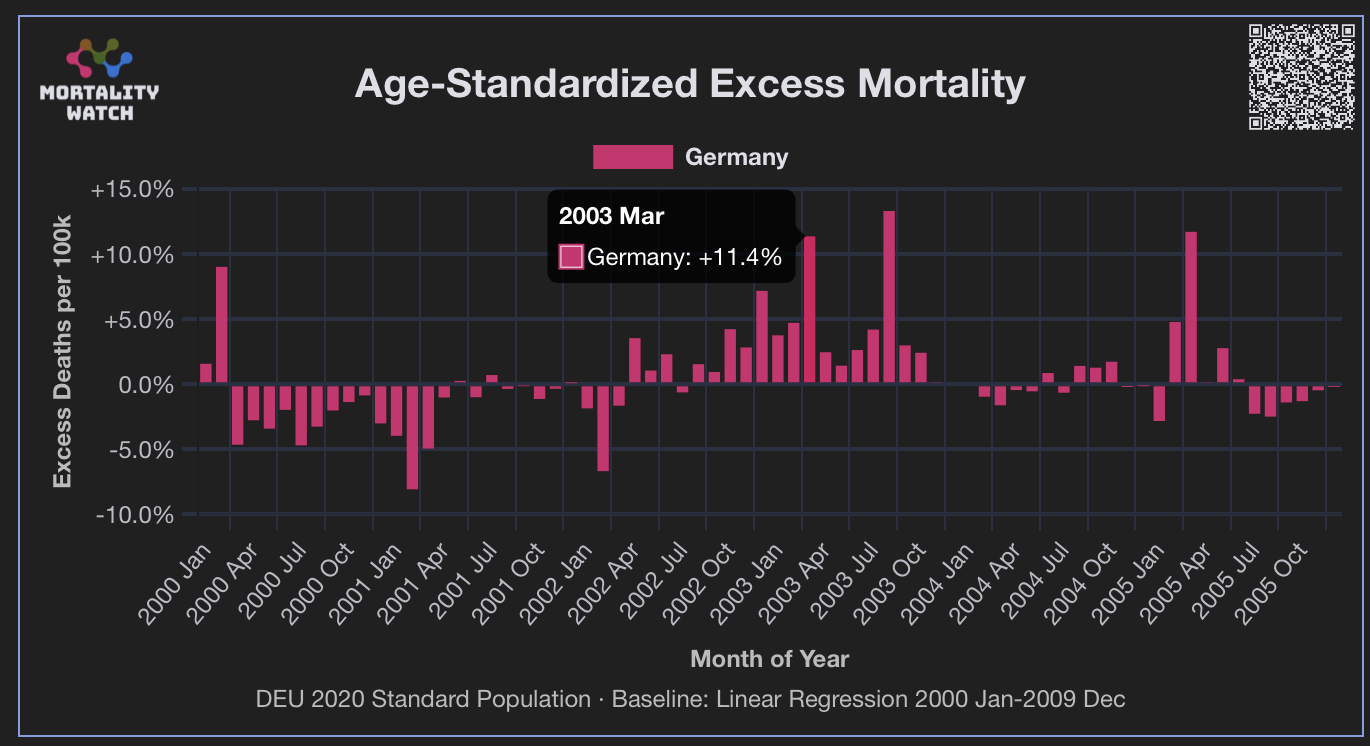 MORTALITY
WATCH
Age-Standardized Excess Mortality
Germany
Excess Deaths per 100k
+15.0%
+10.0%
+5.0%
0.0%
-5.0%
-10.0%
2003 Mar
Germany: +11.4%
2000 Jan
2000 Apr
2000 Jul
2000 Oct
2001 Jan
2001 Apr
2001 Jul
2001 Oct
2002 Jan
2002 Apr
2002 Jul
2002 Oct
2003 Jan
2003 Apr
2003 Jul
2003 Oct
2004 Jan
2004 Apr
2004 Jul
2004 Oct
2005 Jan
2005 Apr
2005 Jul
2005 Oct
Month of Year
DEU 2020 Standard Population · Baseline: Linear Regression 2000 Jan-2009 Dec